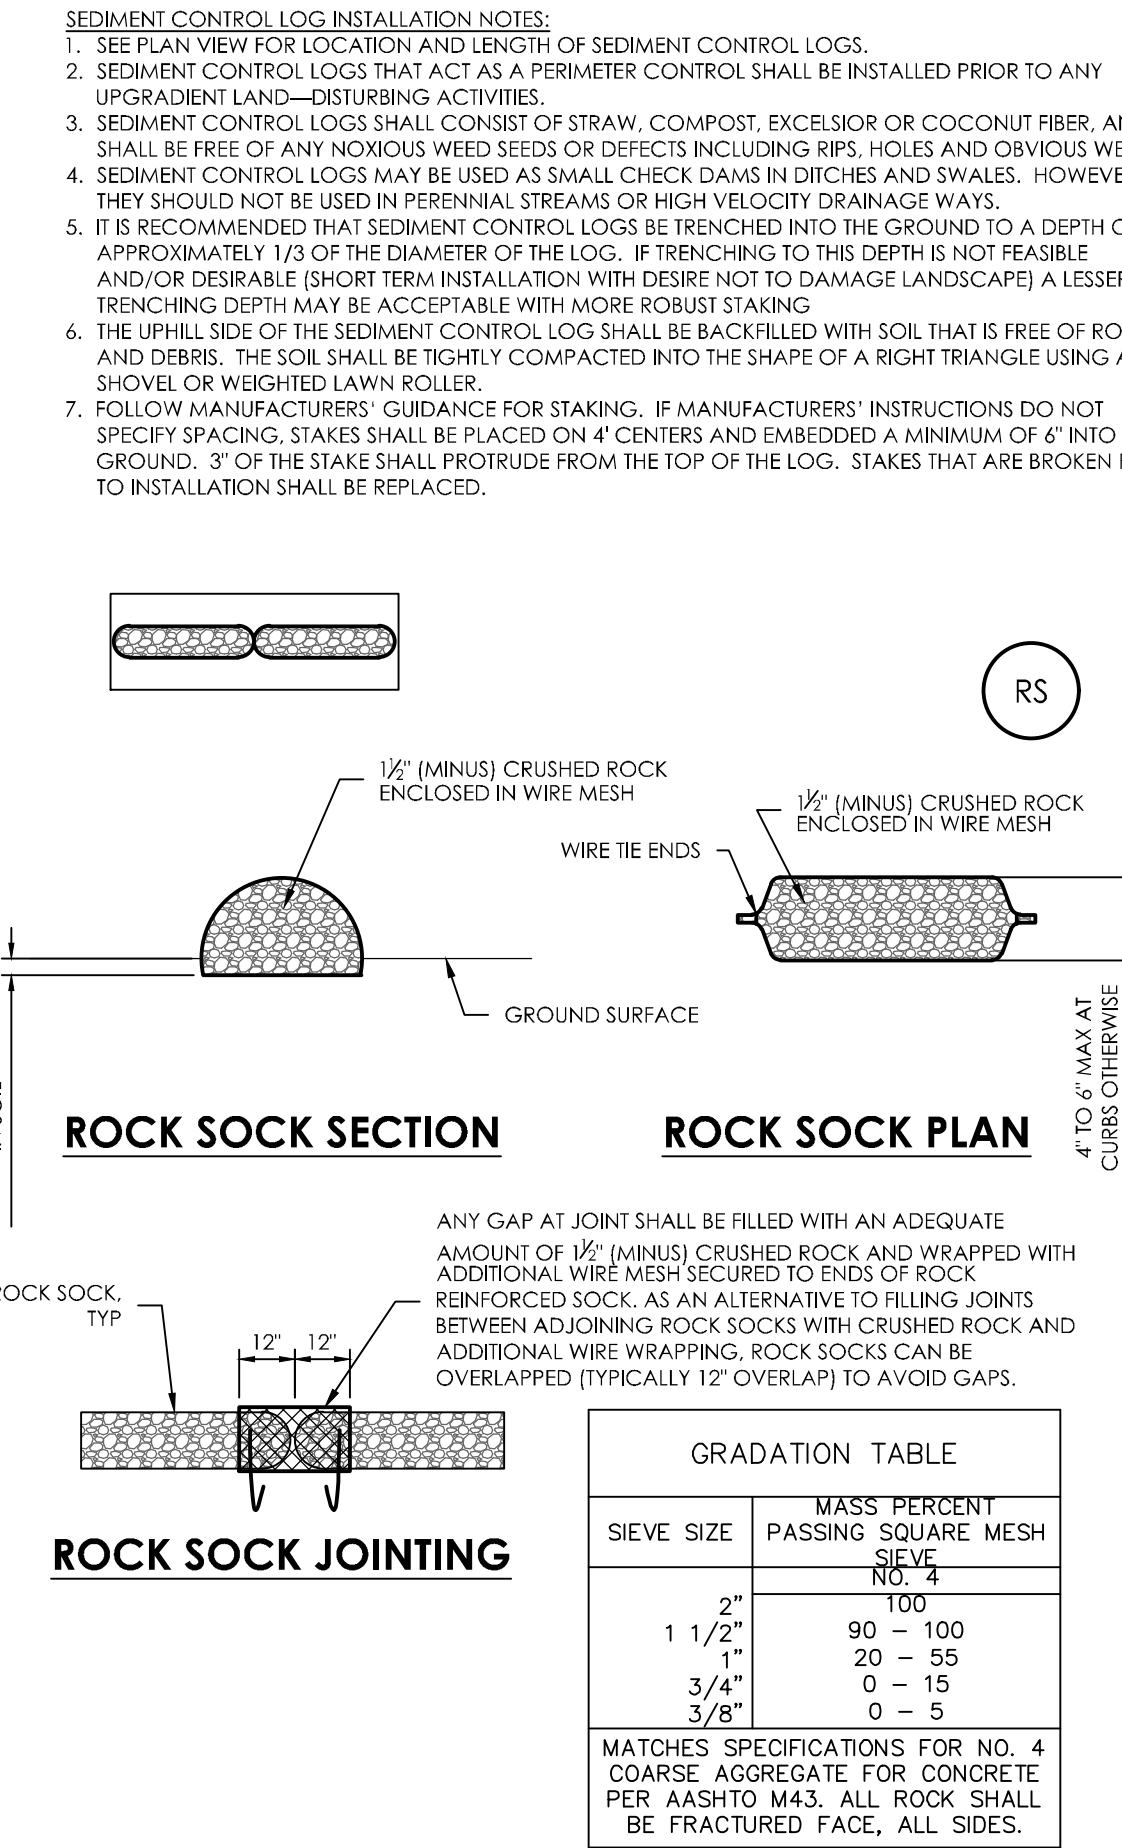 SEDIMENT CONTROL LOG INSTALLATION NOTES:
1. SEE PLAN VIEW FOR LOCATION AND LENGTH OF SEDIMENT CONTROL LOGS.
2. SEDIMENT CONTROL LOGS THAT ACT AS A PERIMETER CONTROL SHALL BE INSTALLED PRIOR TO ANY
UPGRADIENT LAND—DISTURBING ACTIVITIES.
3. SEDIMENT CONTROL LOGS SHALL CONSIST OF STRAW, COMPOST, EXCELSIOR OR COCONUT FIBER,
SHALL BE FREE OF ANY NOXIOUS WEED SEEDS OR DEFECTS INCLUDING RIPS, HOLES AND OBVIOUS
4. SEDIMENT CONTROL LOGS MAY BE USED AS SMALL CHECK DAMS IN DITCHES AND SWALES.
THEY SHOULD NOT BE USED IN PERENNIAL STREAMS OR HIGH VELOCITY DRAINAGE WAYS.
5. IT IS RECOMMENDED THAT SEDIMENT CONTROL LOGS BE TRENCHED INTO THE GROUND TO A DEPTH
APPROXIMATELY 1/3 OF THE DIAMETER OF THE LOG. IF TRENCHING TO THIS DEPTH IS NOT FEASIBLE
AND/OR DESIRABLE (SHORT TERM INSTALLATION WITH DESIRE NOT TO DAMAGE LANDSCAPE) A
TRENCHING DEPTH MAY BE ACCEPTABLE WITH MORE ROBUST STAKING
6. THE UPHILL SIDE OF THE SEDIMENT CONTROL LOG SHALL BE BACKFILLED WITH SOIL THAT IS FREE OF
AND DEBRIS. THE SOIL SHALL BE TIGHTLY COMPACTED INTO THE SHAPE OF A RIGHT TRIANGLE USING A
SHOVEL OR WEIGHTED LAWN ROLLER.
7. FOLLOW MANUFACTURERS' GUIDANCE FOR STAKING. IF MANUFACTURERS' INSTRUCTIONS DO NOT
SPECIFY SPACING, STAKES SHALL BE PLACED ON 4' CENTERS AND EMBEDDED A MINIMUM OF 6" INTO
GROUND. 3" OF THE STAKE SHALL PROTRUDE FROM THE TOP OF THE LOG. STAKES THAT ARE BROKEN
TO INSTALLATION SHALL BE REPLACED.
RS
1½" (MINUS) CRUSHED ROCK
ENCLOSED IN WIRE MESH
1½" (MINUS) CRUSHED ROCK
ENCLOSED IN WIRE MESH
WIRE TIE ENDS
GROUND SURFACE
4" TO 6" MAX AT
CURBS OTHERWISE
ROCK SOCK SECTION
ROCK SOCK PLAN
ANY GAP AT JOINT SHALL BE FILLED WITH AN ADEQUATE
AMOUNT OF 1½" (MINUS) CRUSHED ROCK AND WRAPPED WITH
ADDITIONAL WIRE MESH SECURED TO ENDS OF ROCK
REINFORCED SOCK. AS AN ALTERNATIVE TO FILLING JOINTS
BETWEEN ADJOINING ROCK SOCKS WITH CRUSHED ROCK AND
ADDITIONAL WIRE WRAPPING, ROCK SOCKS CAN BE
OVERLAPPED (TYPICALLY 12" OVERLAP) TO AVOID GAPS.
ROCK SOCK,
TYP
12" 12"
ROCK SOCK JOINTING
GRADATION TABLE
SIEVE SIZE
MASS PERCENT
PASSING SQUARE MESH
SIEVE
NO. 4
2" 100
1 1/2" 90 – 100
1" 20 – 55
3/4" 0 – 15
3/8" 0 – 5
MATCHES SPECIFICATIONS FOR NO. 4
COARSE AGGREGATE FOR CONCRETE
PER AASHTO M43. ALL ROCK SHALL
BE FRACTURED FACE, ALL SIDES.